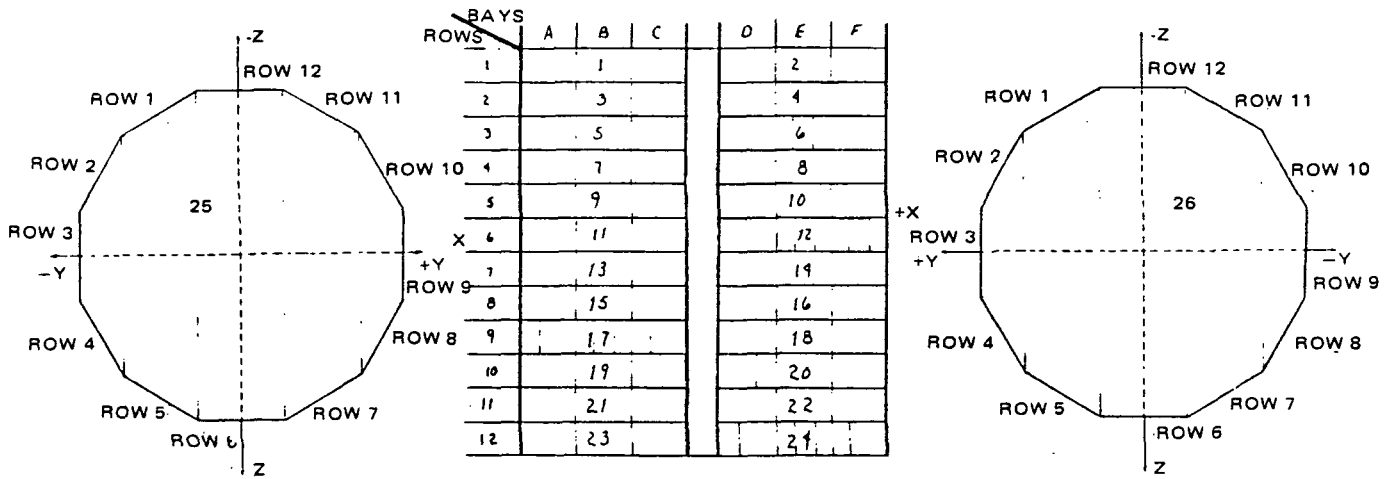 -Z
ROW 12
ROW 1
ROW 11
ROW 2
ROW 10
25
ROW 3
-Y
+Y
ROW 9
ROW 4
ROW 8
ROW 5
ROW 7
ROW 6
Z
BAYS
ROWS A B C D E F
1 1 2
2 3 4
3 5 6
4 7 8
5 9 10
+X
X 6 11 12
7 13 14
8 15 16
9 17 18
10 19 20
11 21 22
12 23 24
-Z
ROW 12
ROW 1
ROW 11
ROW 2
ROW 10
26
ROW 3
+Y
-Y
ROW 9
ROW 4
ROW 8
ROW 5
ROW 7
ROW 6
Z